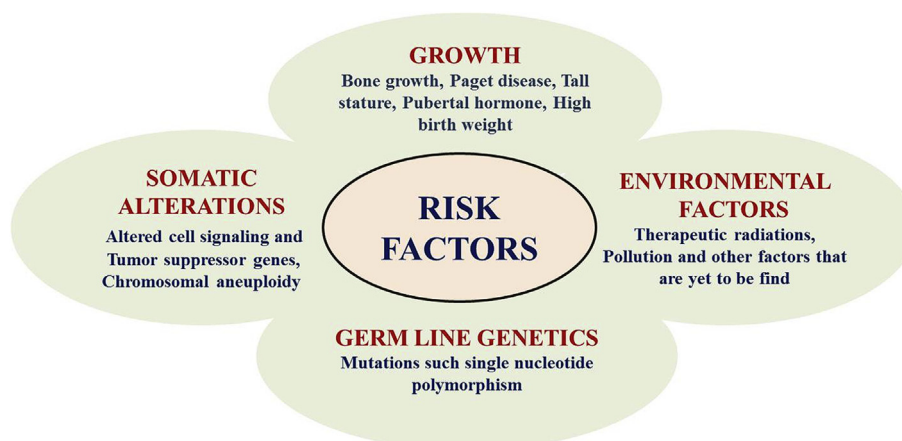 GROWTH
Bone growth, Paget disease, Tall
stature, Pubertal hormone, High
birth weight
SOMATIC
ALTERATIONS
Altered cell signaling and
Tumor suppressor genes,
Chromosomal aneuploidy
RISK
FACTORS
ENVIRONMENTAL
FACTORS
Therapeutic radiations,
Pollution and other factors that
are yet to be find
GERM LINE GENETICS
Mutations such single nucleotide
polymorphism